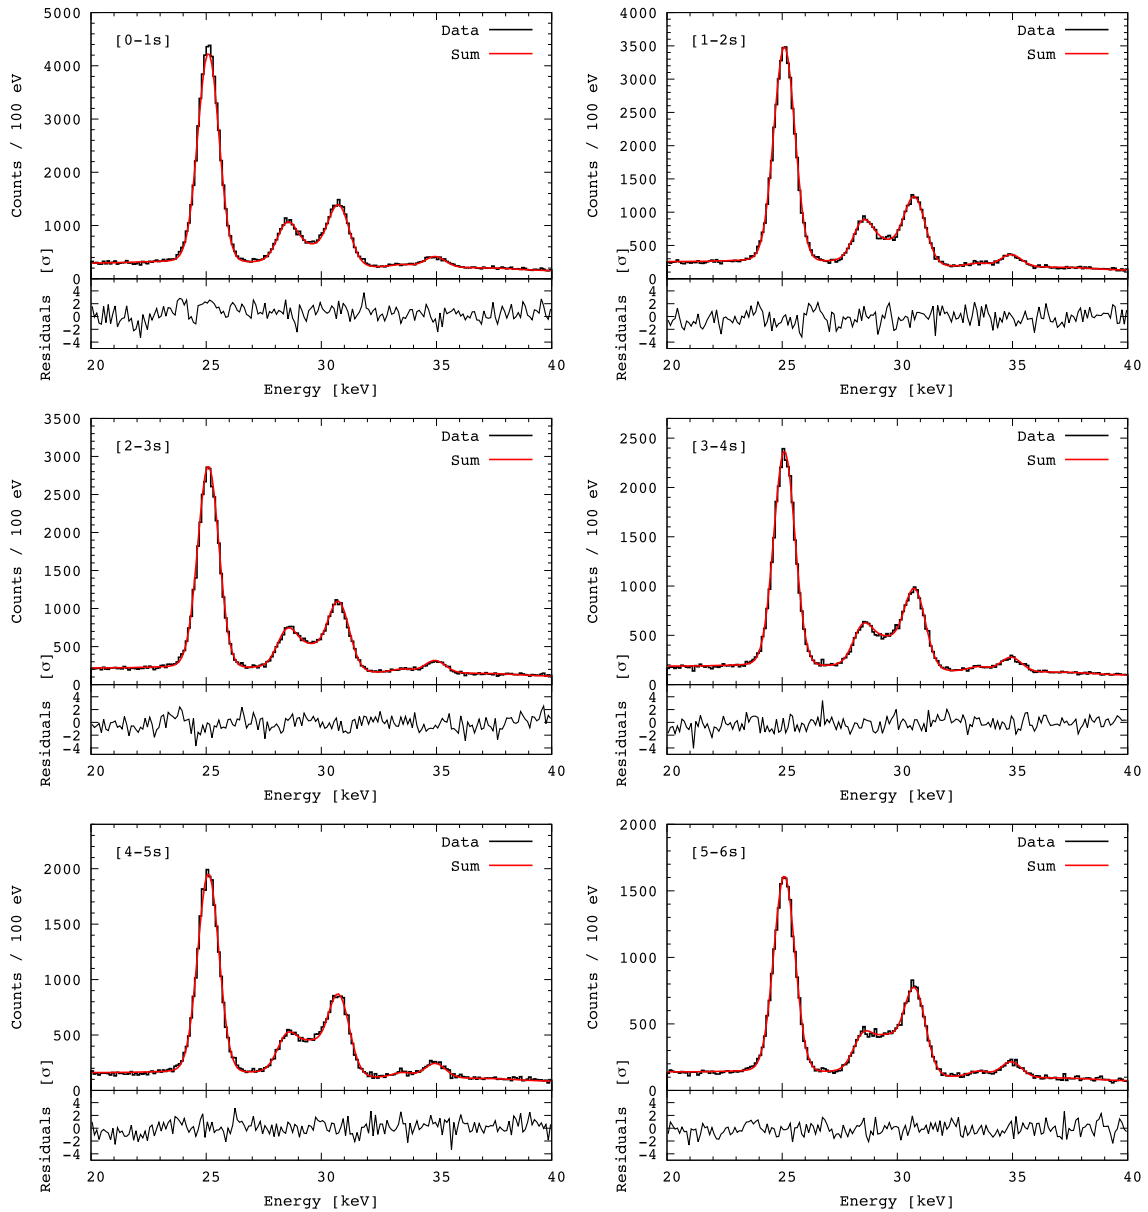 [0-1s]
Data
Sum
Counts / 100 eV
5000
4000
3000
2000
1000
0
Residuals [σ]
4
2
0
-2
-4
20 25 30 35 40
Energy [keV]
[1-2s]
Data
Sum
Counts / 100 eV
4000
3500
3000
2500
2000
1500
1000
500
0
Residuals [σ]
4
2
0
-2
-4
20 25 30 35 40
Energy [keV]
[2-3s]
Data
Sum
Counts / 100 eV
3500
3000
2500
2000
1500
1000
500
0
Residuals [σ]
4
2
0
-2
-4
20 25 30 35 40
Energy [keV]
[3-4s]
Data
Sum
Counts / 100 eV
2500
2000
1500
1000
500
0
Residuals [σ]
4
2
0
-2
-4
20 25 30 35 40
Energy [keV]
[4-5s]
Data
Sum
Counts / 100 eV
2000
1500
1000
500
0
Residuals [σ]
4
2
0
-2
-4
20 25 30 35 40
Energy [keV]
[5-6s]
Data
Sum
Counts / 100 eV
2000
1500
1000
500
0
Residuals [σ]
4
2
0
-2
-4
20 25 30 35 40
Energy [keV]